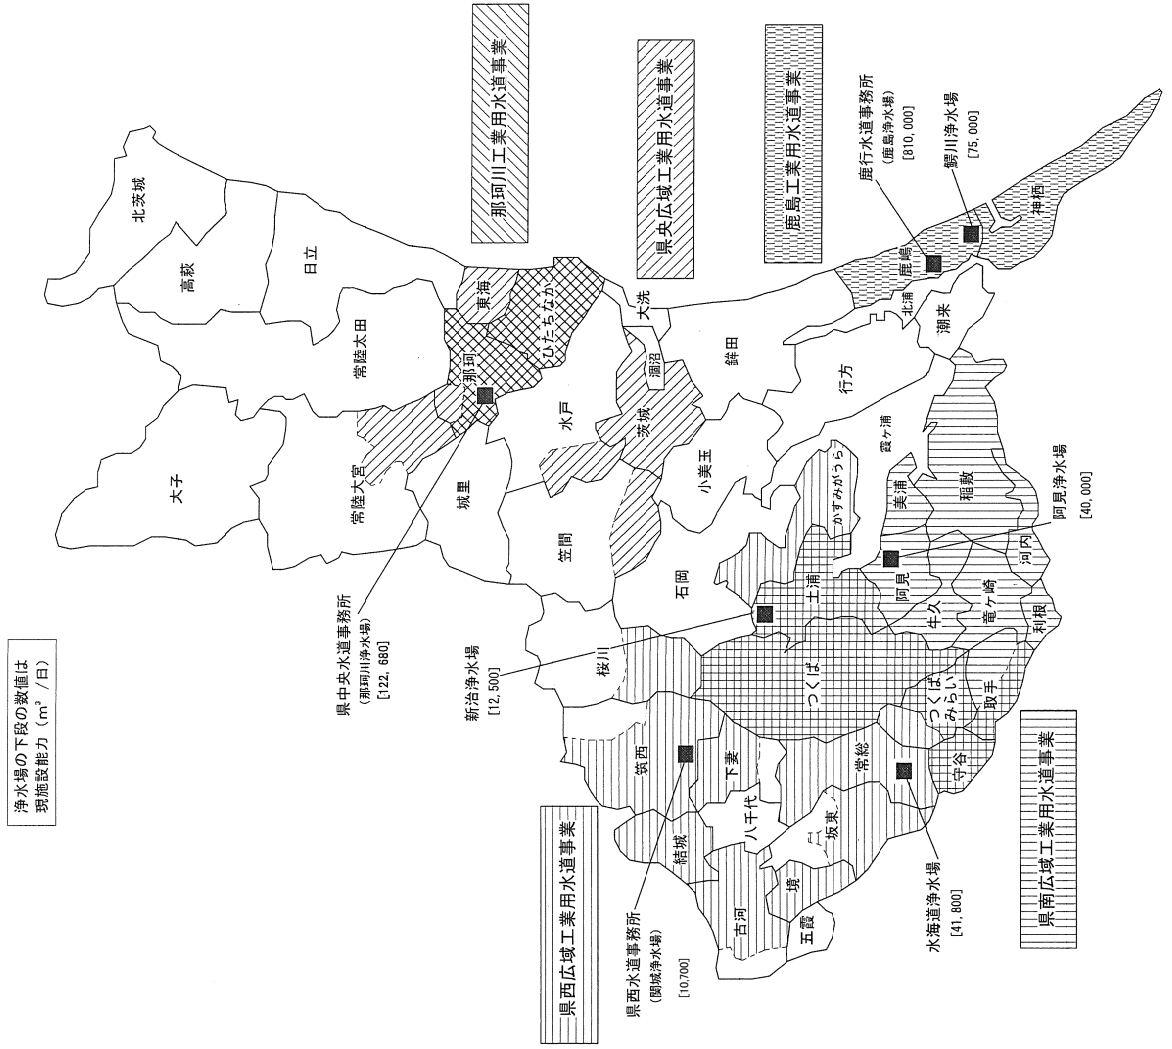 浄水場の下段の数値は
現施設能力（m³／日）
那珂川工業用水道事業
県央広域工業用水道事業
鹿島工業用水道事業
県西広域工業用水道事業
県南広域工業用水道事業
鹿行水道事務所
（鹿島浄水場）
[810,000]
鰐川浄水場
[75,000]
県中央水道事務所
（那珂川浄水場）
[122,680]
新治浄水場
[12,500]
阿見浄水場
[40,000]
県西水道事務所
（関城浄水場）
[10,700]
水海道浄水場
[41,800]
北茨城
高萩
日立
大子
常陸太田
常陸大宮
東海
那珂
ひたちなか
城里
水戸
大洗
涸沼
茨城
笠間
鉾田
小美玉
行方
北浦
鹿嶋
神栖
潮来
霞ヶ浦
石岡
かすみがうら
桜川
筑西
つくば
土浦
美浦
稲敷
阿見
牛久
竜ヶ崎
河内
利根
取手
つくば
みらい
守谷
常総
下妻
八千代
結城
坂東
境
古河
五霞